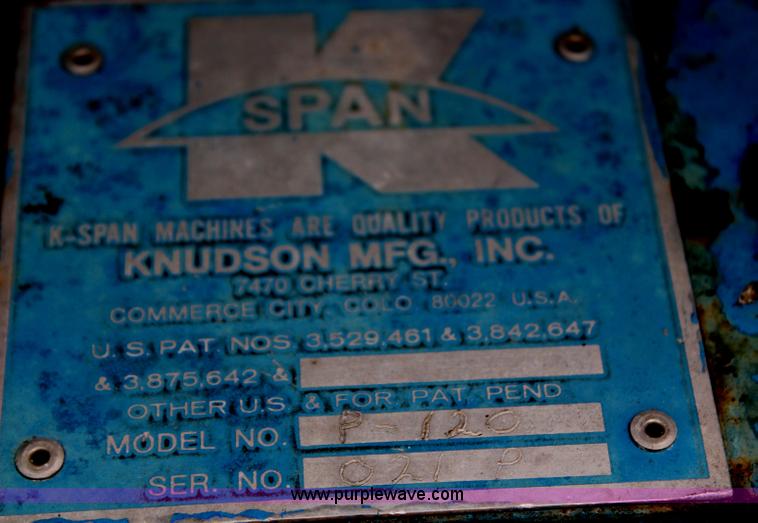 K
SPAN
K-SPAN MACHINES ARE QUALITY PRODUCTS OF
KNUDSON MFG., INC.
7470 CHERRY ST.
COMMERCE CITY, COLO 80022 U.S.A.
U.S. PAT. NOS 3,529,461 & 3,842,647
& 3,875,642 &
OTHER U.S. & FOR. PAT. PEND
MODEL NO. P-120
SER. NO. 021 P
www.purplewave.com